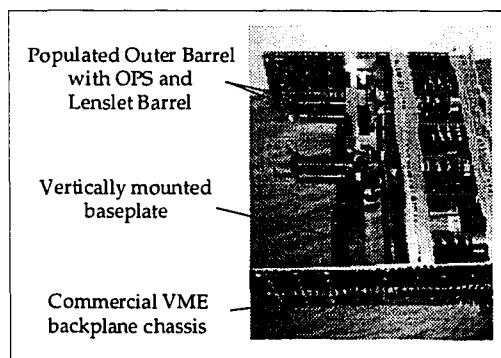 Populated Outer Barrel
with OPS and
Lenslet Barrel
Vertically mounted
baseplate
Commercial VME
backplane chassis